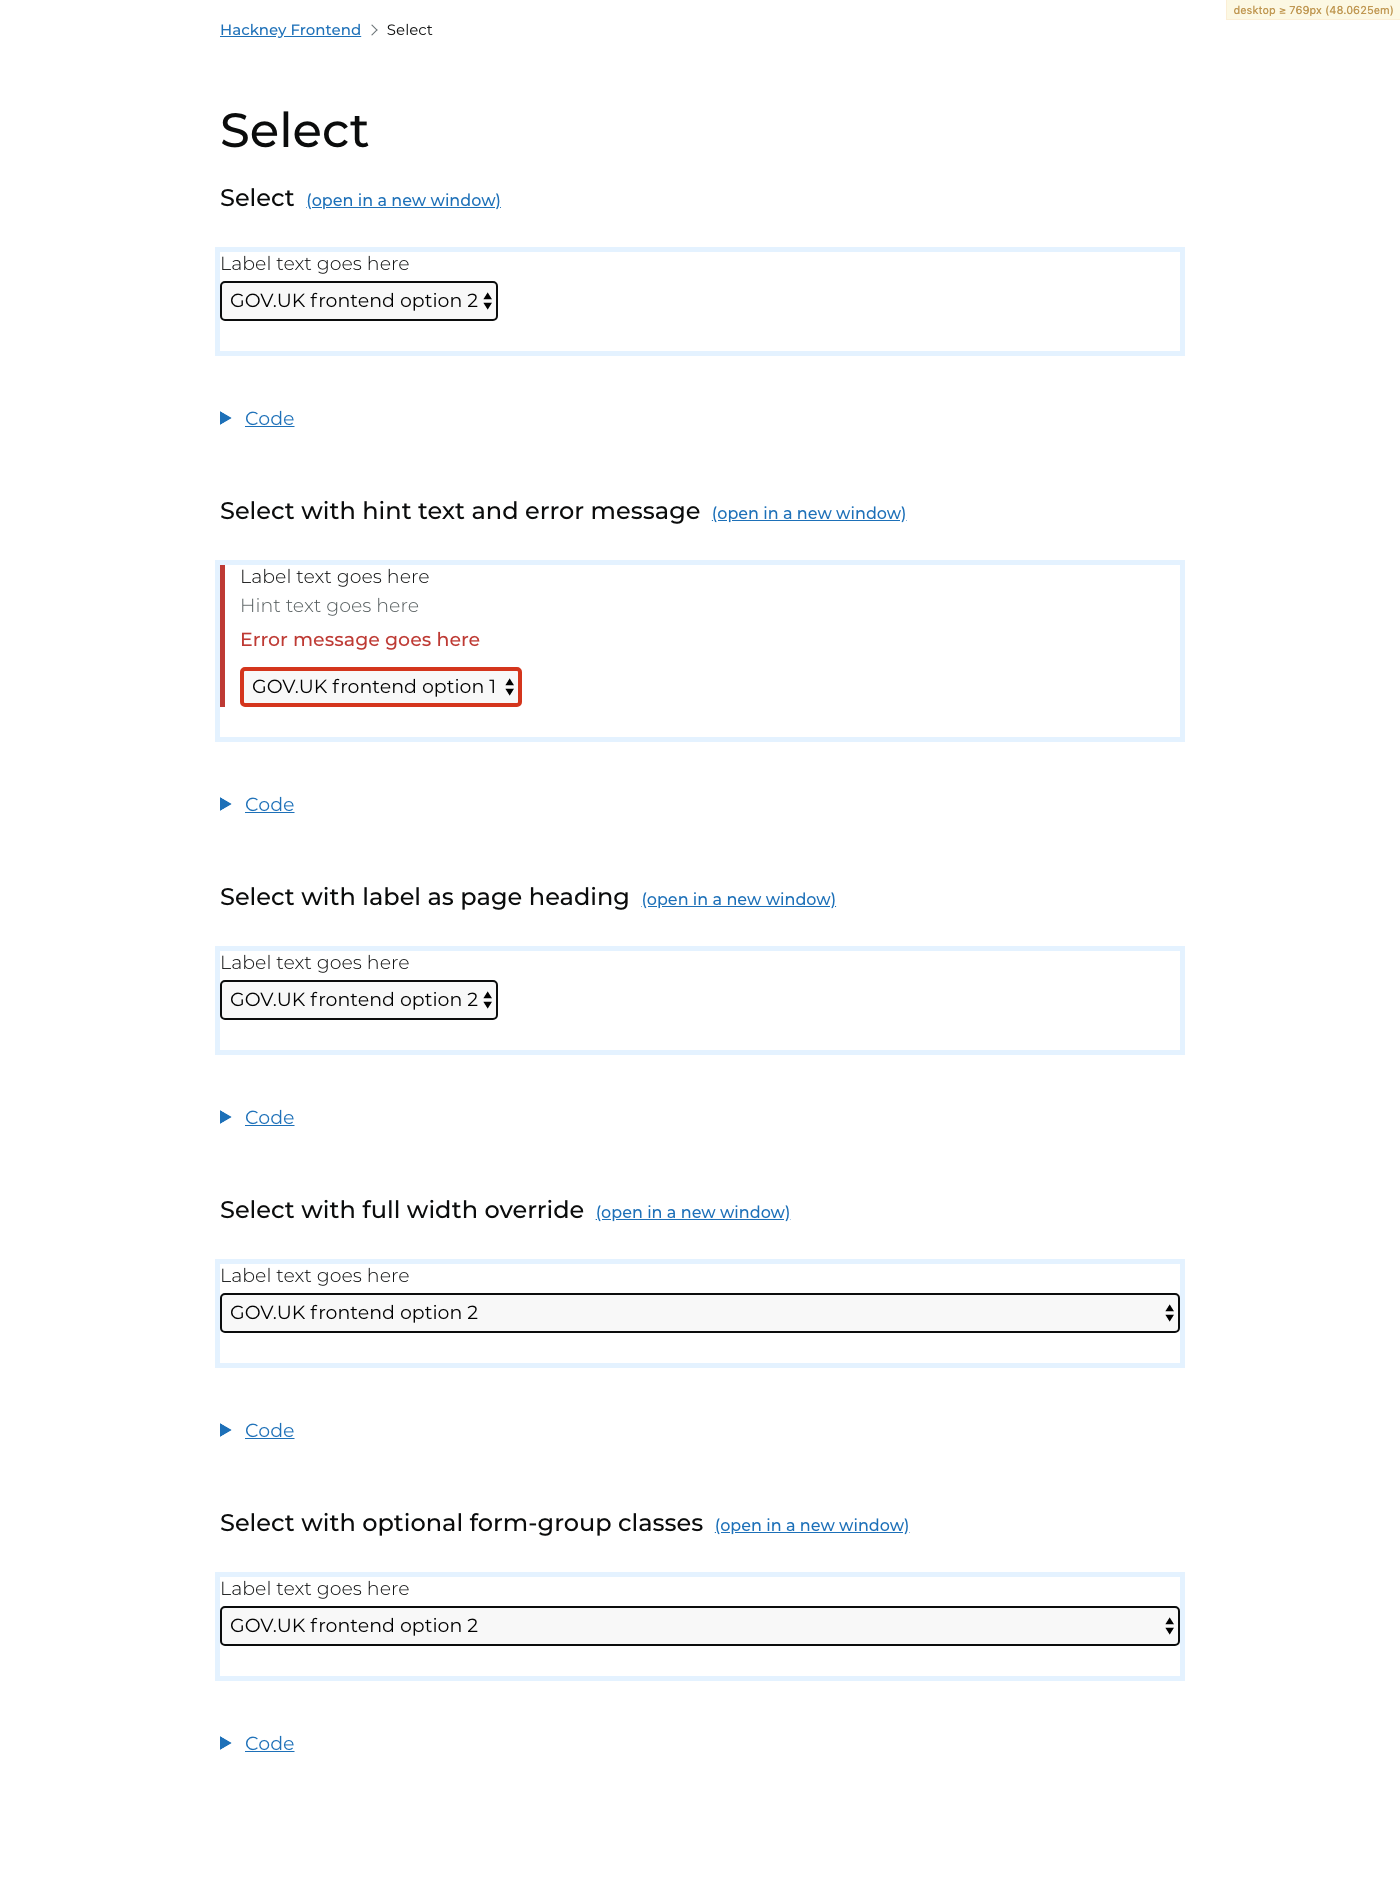 desktop ≥ 769px (48.0625em)
Hackney Frontend > Select
Select
Select (open in a new window)
Label text goes here
GOV.UK frontend option 2
Code
Select with hint text and error message (open in a new window)
Label text goes here
Hint text goes here
Error message goes here
GOV.UK frontend option 1
Code
Select with label as page heading (open in a new window)
Label text goes here
GOV.UK frontend option 2
Code
Select with full width override (open in a new window)
Label text goes here
GOV.UK frontend option 2
Code
Select with optional form-group classes (open in a new window)
Label text goes here
GOV.UK frontend option 2
Code